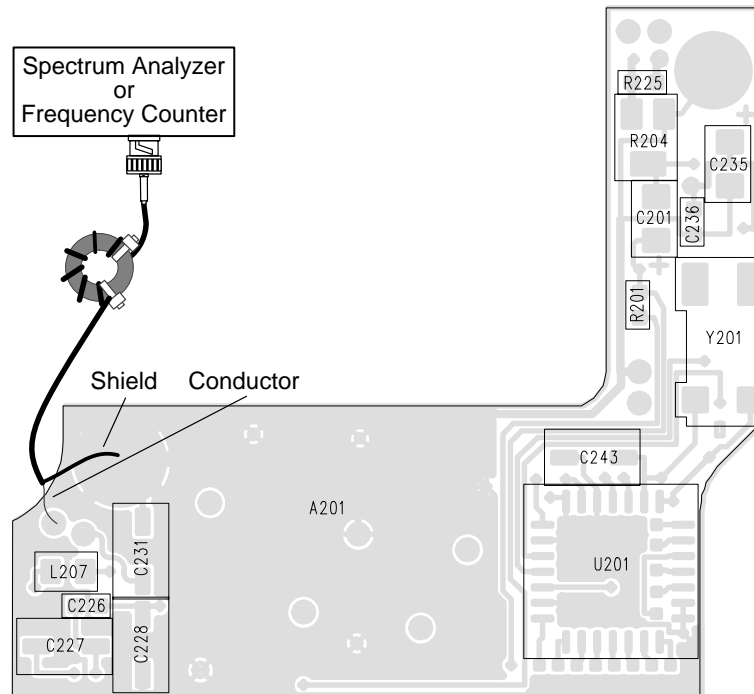 Spectrum Analyzer
or
Frequency Counter
R225
R204
C235
C201
C236
R201
Y201
Shield
Conductor
C243
A201
C231
U201
L207
C226
C227
C228